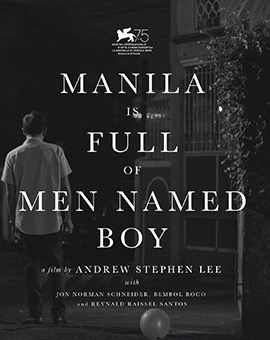 75
MANILA
IS
FULL
OF
MEN NAMED
BOY
a film by ANDREW STEPHEN LEE
with
JON NORMAN SCHNEIDER, BEMBOL ROCO
and REYNALD RAISSEL SANTOS